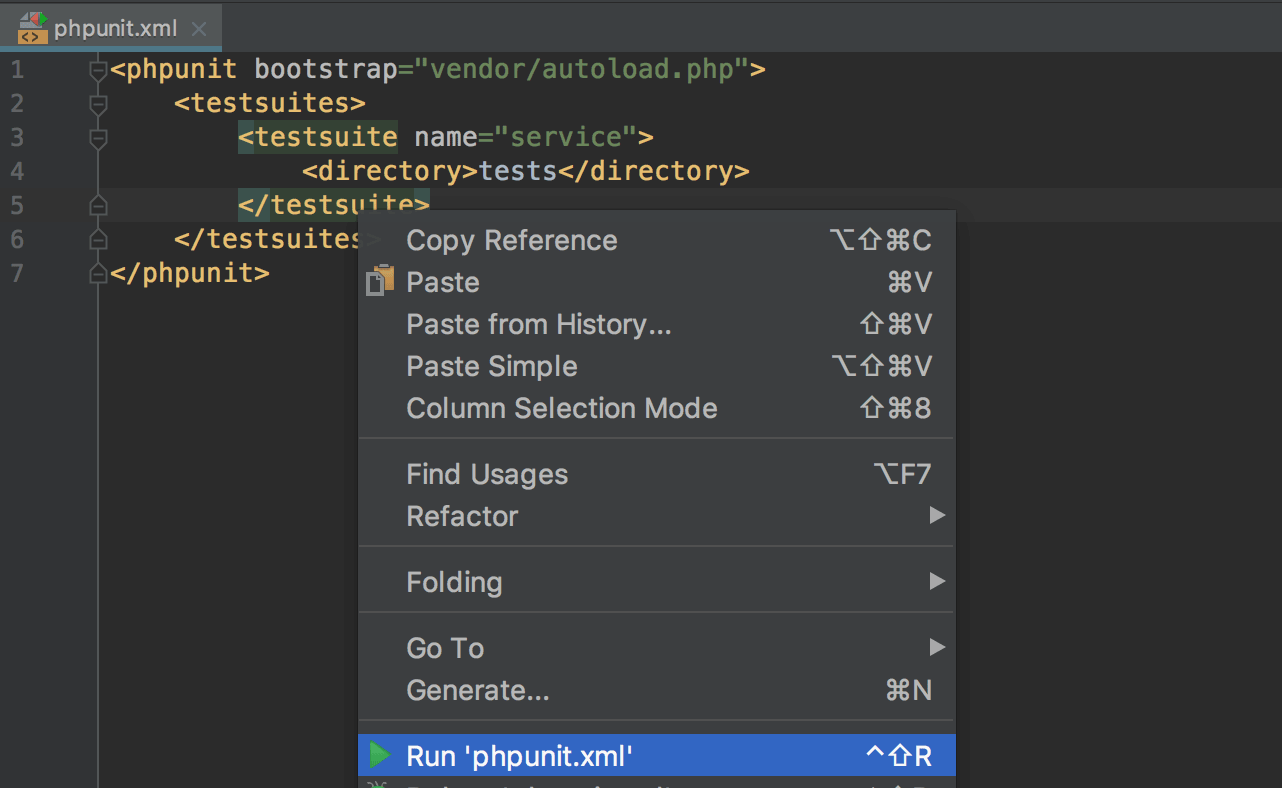 phpunit.xml
1 <phpunit bootstrap="vendor/autoload.php">
2 <testsuites>
3 <testsuite name="service">
4 <directory>tests</directory>
5 </testsuite>
6 </testsuites>
7 </phpunit>
Copy Reference ⌥⇧⌘C
Paste ⌘V
Paste from History... ⇧⌘V
Paste Simple ⌥⇧⌘V
Column Selection Mode ⇧⌘8
Find Usages ⌥F7
Refactor
Folding
Go To
Generate... ⌘N
Run 'phpunit.xml' ^⇧R